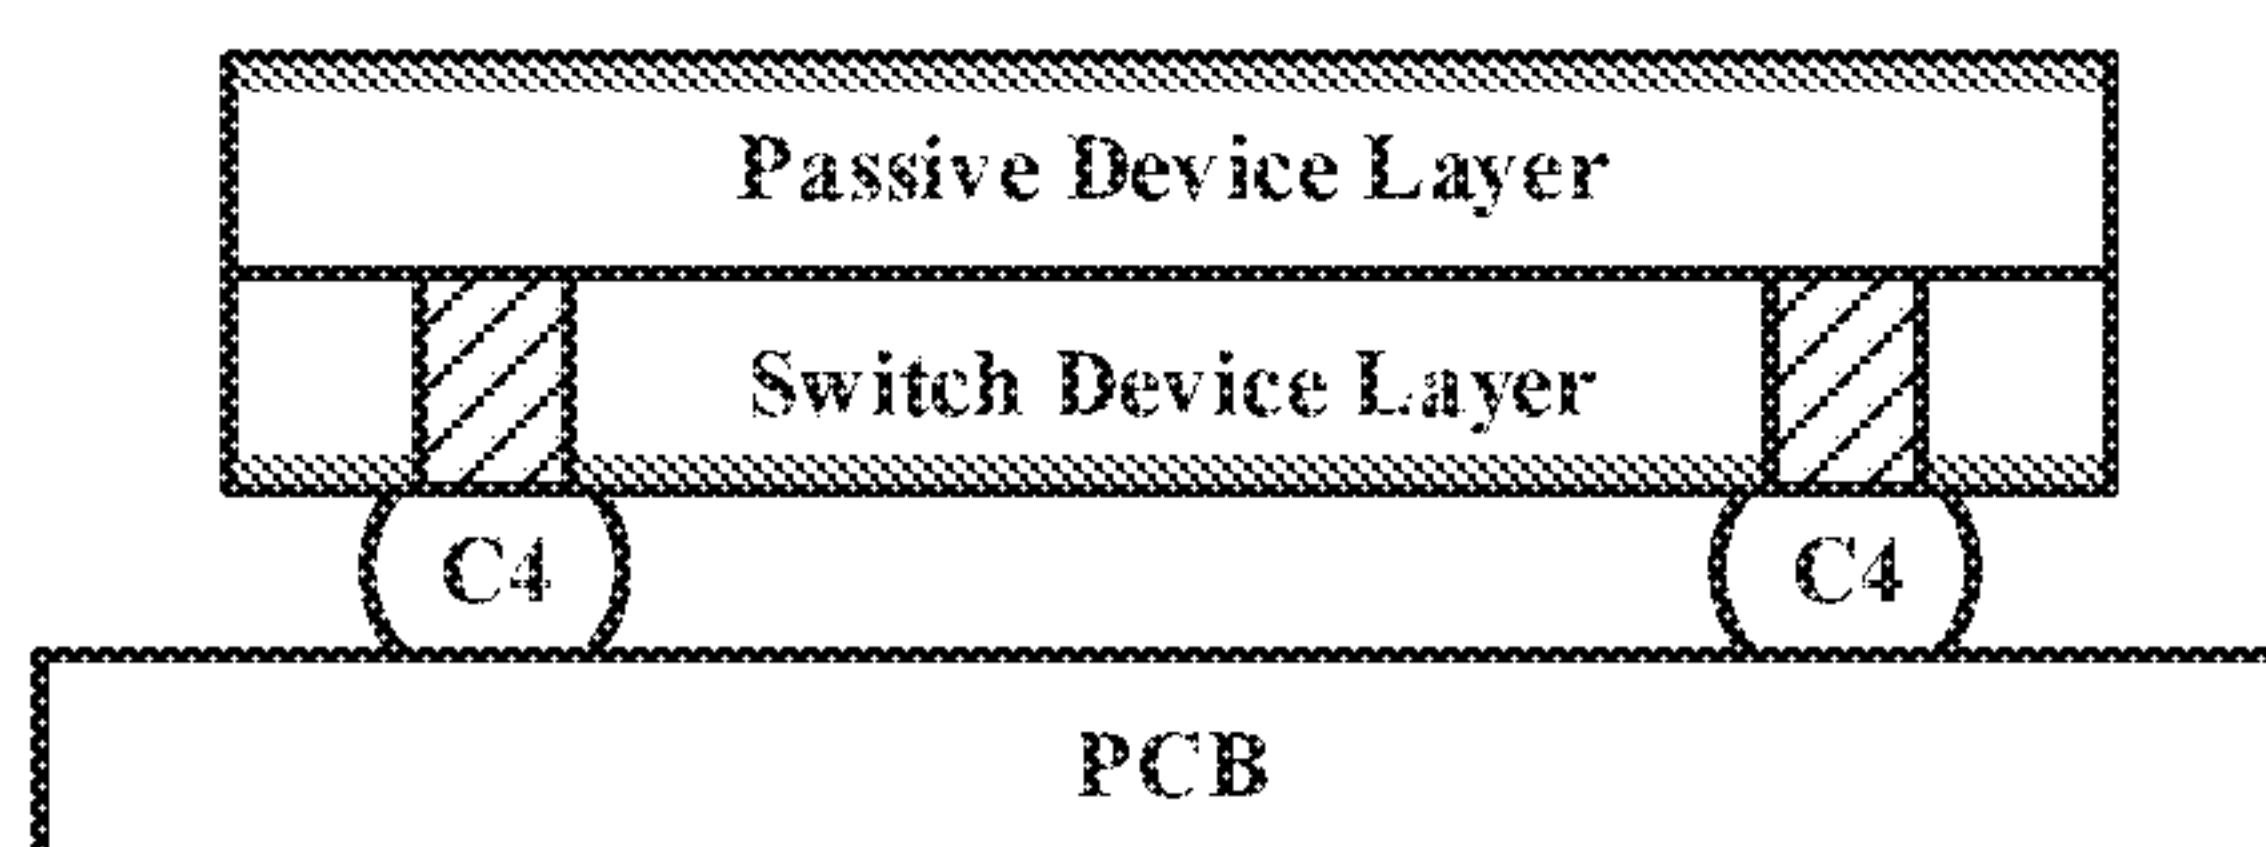 Passive Device Layer
Switch Device Layer
C4 C4
PCB